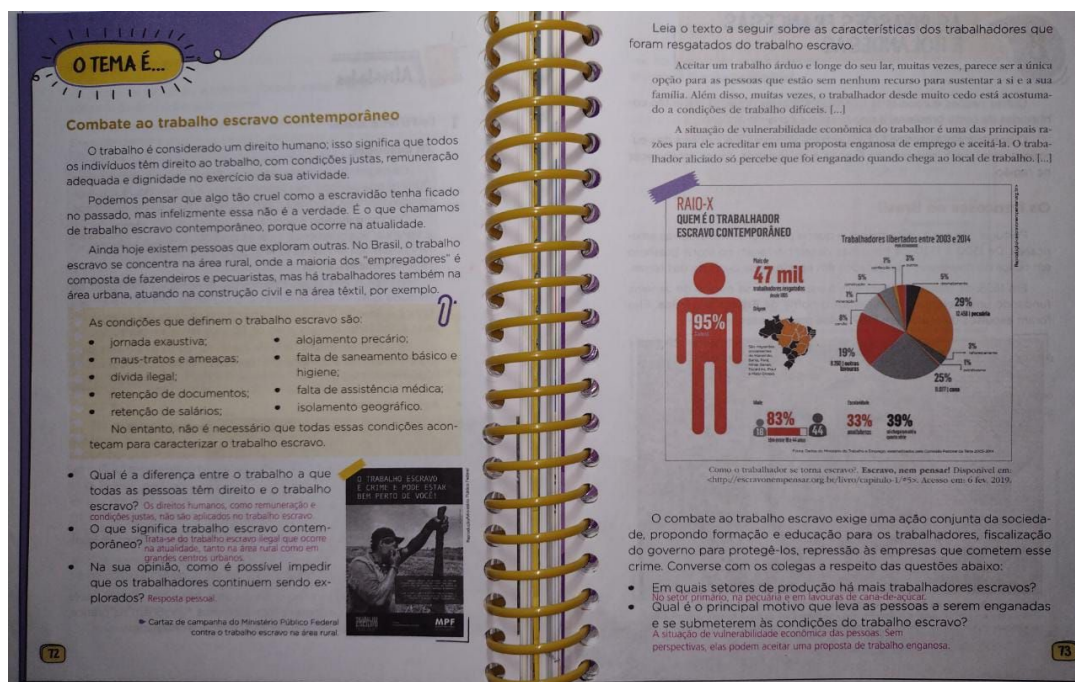 O TEMA É...
Combate ao trabalho escravo contemporâneo
O trabalho é considerado um direito humano; isso significa que todos
os indivíduos têm direito ao trabalho, com condições justas, remuneração
adequada e dignidade no exercício da sua atividade.
Podemos pensar que algo tão cruel como a escravidão tenha ficado
no passado, mas infelizmente essa não é a verdade. É o que chamamos
de trabalho escravo contemporâneo, porque ocorre na atualidade.
Ainda hoje existem pessoas que exploram outras. No Brasil, o trabalho
escravo se concentra na área rural, onde a maioria dos "empregadores" é
composta de fazendeiros e pecuaristas, mas há trabalhadores também na
área urbana, atuando na construção civil e na área têxtil, por exemplo.
As condições que definem o trabalho escravo são:
• jornada exaustiva;
• maus-tratos e ameaças;
• dívida ilegal;
• retenção de documentos;
• retenção de salários;
• alojamento precário;
• falta de saneamento básico e
higiene;
• falta de assistência médica;
• isolamento geográfico.
No entanto, não é necessário que todas essas condições acon-
teçam para caracterizar o trabalho escravo.
• Qual é a diferença entre o trabalho a que
todas as pessoas têm direito e o trabalho
escravo? Os direitos humanos, como remuneração e
condições justas, não são aplicados no trabalho escravo.
• O que significa trabalho escravo contem-
porâneo? Trata-se do trabalho escravo ilegal que ocorre
na atualidade, tanto na área rural como em
grandes centros urbanos.
• Na sua opinião, como é possível impedir
que os trabalhadores continuem sendo ex-
plorados? Resposta pessoal.
O TRABALHO ESCRAVO
É CRIME E PODE ESTAR
BEM PERTO DE VOCÊ!
MPF
Cartaz de campanha do Ministério Público Federal
contra o trabalho escravo na área rural.
72
Leia o texto a seguir sobre as características dos trabalhadores que
foram resgatados do trabalho escravo.
Aceitar um trabalho árduo e longe do seu lar, muitas vezes, parece ser a única
opção para as pessoas que estão sem nenhum recurso para sustentar a si e a sua
família. Além disso, muitas vezes, o trabalhador desde muito cedo está acostuma-
do a condições de trabalho difíceis. [...]
A situação de vulnerabilidade econômica do trabalhor é uma das principais ra-
zões para ele acreditar em uma proposta enganosa de emprego e aceitá-la. O traba-
lhador aliciado só percebe que foi enganado quando chega ao local de trabalho. [...]
RAIO-X
QUEM É O TRABALHADOR
ESCRAVO CONTEMPORÂNEO
Trabalhadores libertados entre 2003 e 2014
Mais de
47 mil
trabalhadores resgatados
desde 1995
Origem
95%
1%
3%
5%
5%
1%
8%
29%
19%
2%
1%
25%
Idade
83%
18
44
Escolaridade
33%
analfabetos
39%
Como o trabalhador se torna escravo?. Escravo, nem pensar! Disponível em:
<http://escravonempensar.org.br/livro/capitulo-1/#5>. Acesso em: 6 fev. 2019.
O combate ao trabalho escravo exige uma ação conjunta da socieda-
de, propondo formação e educação para os trabalhadores, fiscalização
do governo para protegê-los, repressão às empresas que cometem esse
crime. Converse com os colegas a respeito das questões abaixo:
• Em quais setores de produção há mais trabalhadores escravos?
No setor primário, na pecuária e em lavouras de cana-de-açúcar.
• Qual é o principal motivo que leva as pessoas a serem enganadas
e se submeterem às condições do trabalho escravo?
A situação de vulnerabilidade econômica das pessoas. Sem
perspectivas, elas podem aceitar uma proposta de trabalho enganosa.
73